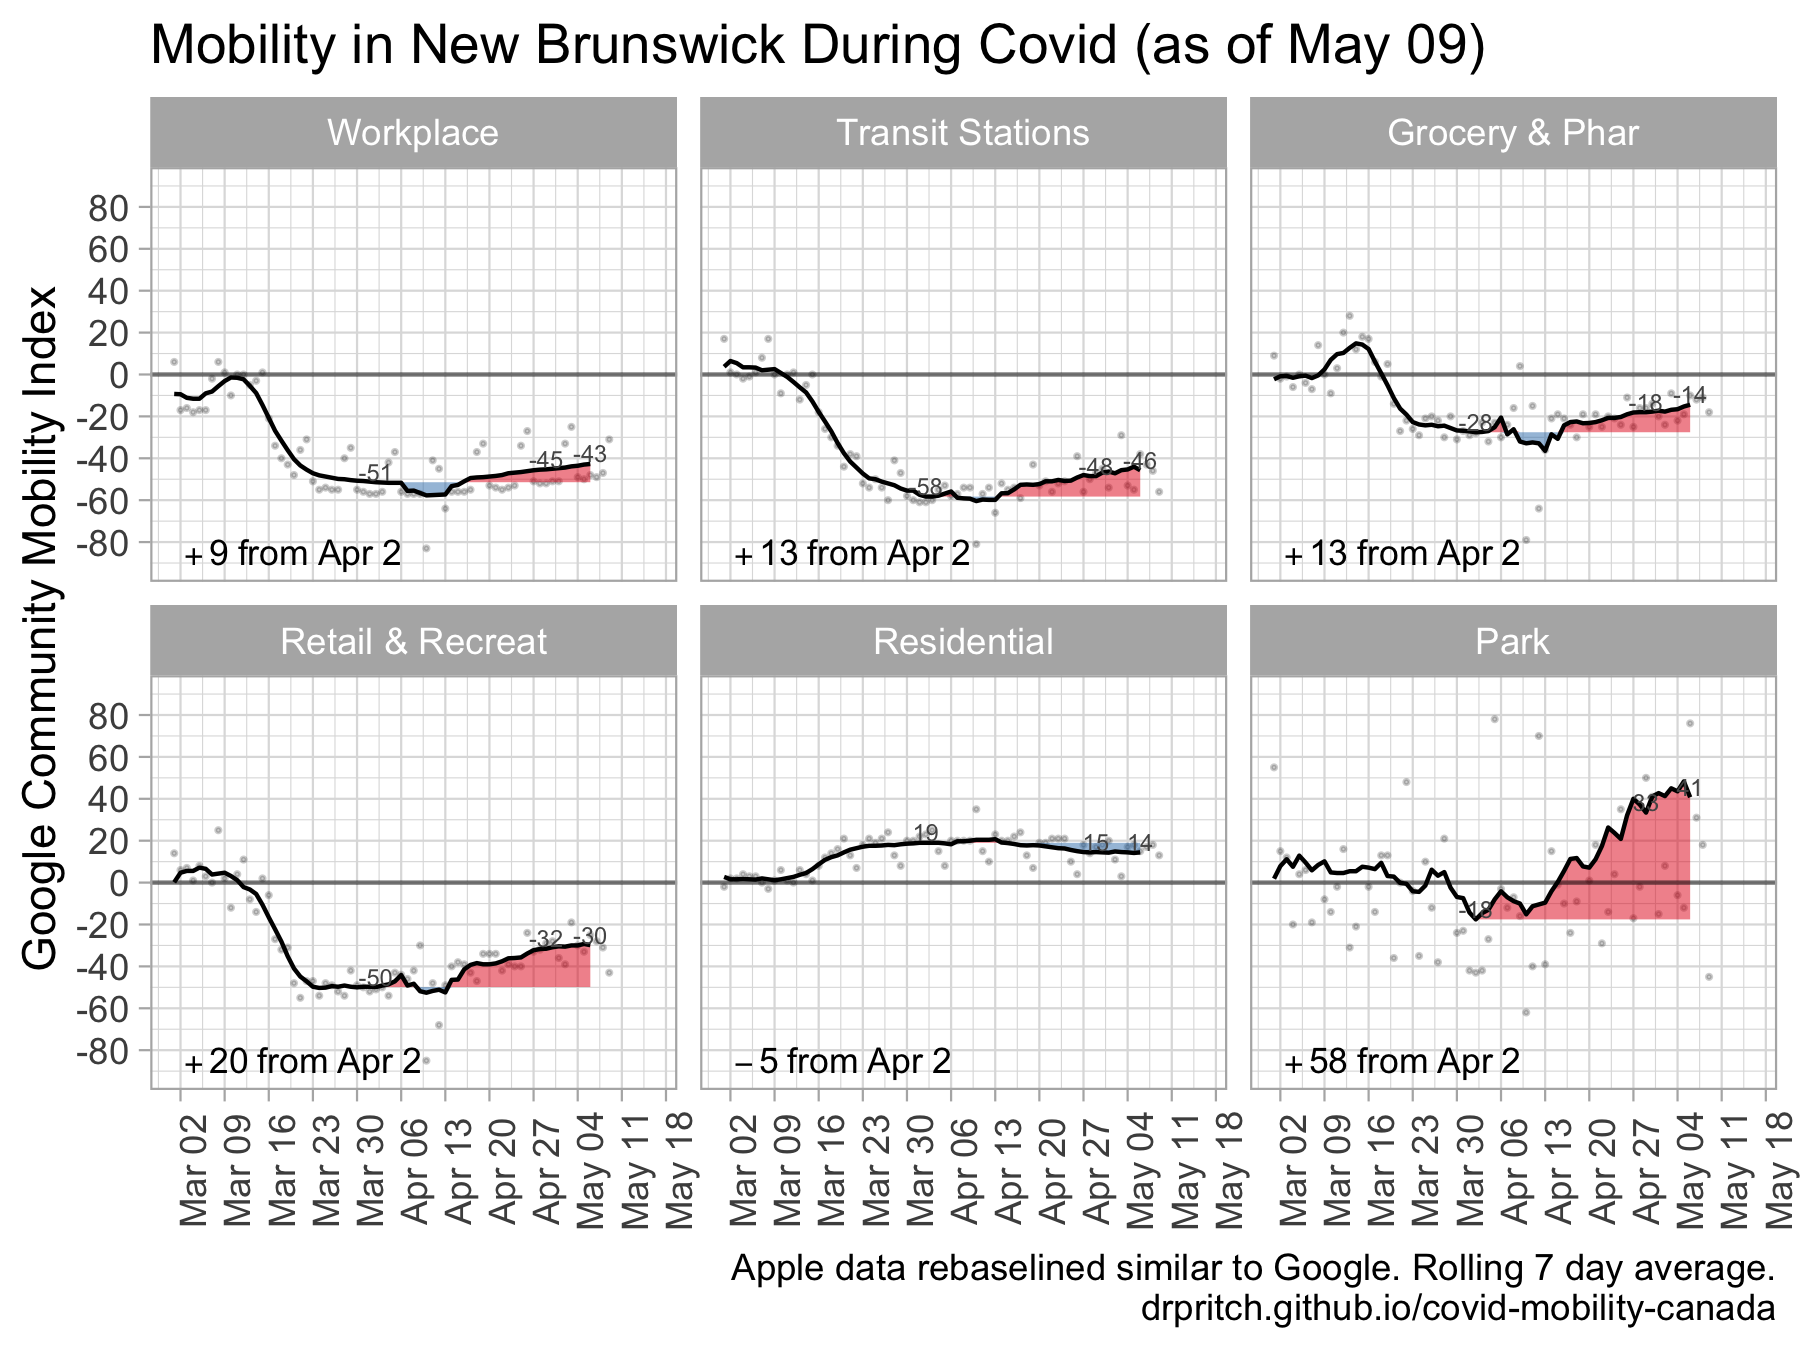 Mobility in New Brunswick During Covid (as of May 09)
Google Community Mobility Index
Workplace
Transit Stations
Grocery & Phar
80
60
40
20
0
-20
-40
-60
-80
-51
-45
-43
+ 9 from Apr 2
-58
-48
-46
+ 13 from Apr 2
-28
-18
-14
+ 13 from Apr 2
Retail & Recreat
Residential
Park
80
60
40
20
0
-20
-40
-60
-80
-50
-32
-30
+ 20 from Apr 2
19
15
14
− 5 from Apr 2
-18
33
41
+ 58 from Apr 2
Mar 02
Mar 09
Mar 16
Mar 23
Mar 30
Apr 06
Apr 13
Apr 20
Apr 27
May 04
May 11
May 18
Mar 02
Mar 09
Mar 16
Mar 23
Mar 30
Apr 06
Apr 13
Apr 20
Apr 27
May 04
May 11
May 18
Mar 02
Mar 09
Mar 16
Mar 23
Mar 30
Apr 06
Apr 13
Apr 20
Apr 27
May 04
May 11
May 18
Apple data rebaselined similar to Google. Rolling 7 day average.
drpritch.github.io/covid-mobility-canada